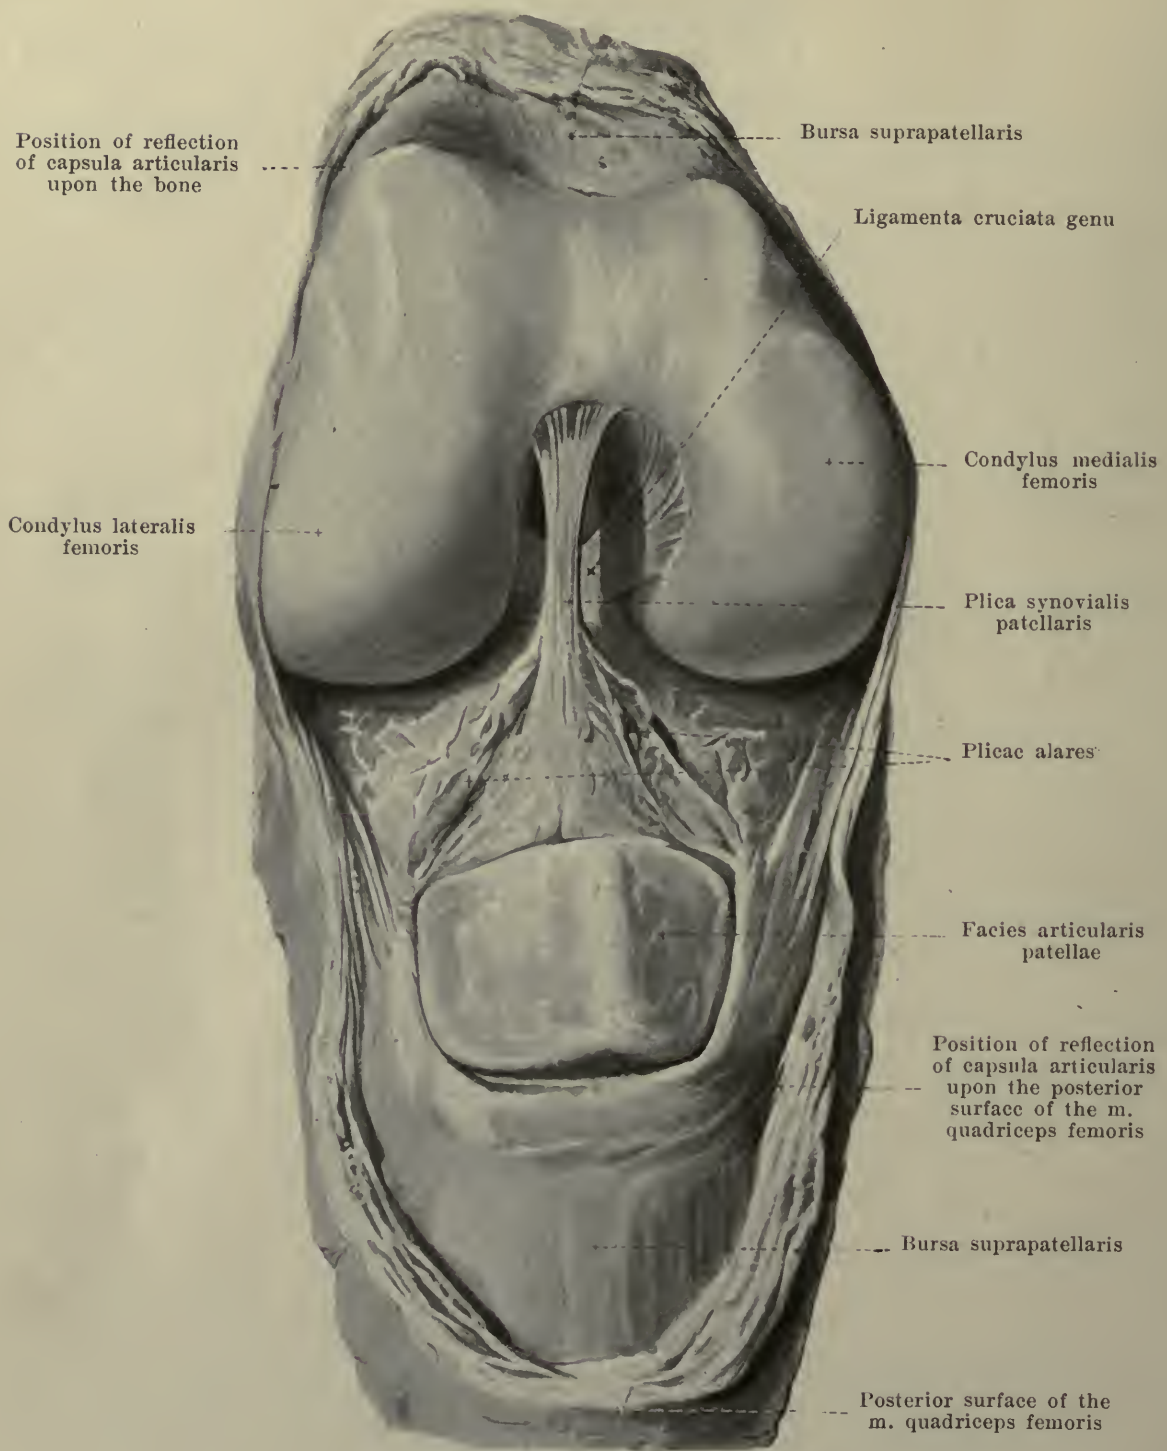 Position of reflection
of capsula articularis
upon the bone
Bursa suprapatellaris
Ligamenta cruciata genu
Condylus medialis
femoris
Condylus lateralis
femoris
Plica synovialis
patellaris
Plicae alares
Facies articularis
patellae
Position of reflection
of capsula articularis
upon the posterior
surface of the m.
quadriceps femoris
Bursa suprapatellaris
Posterior surface of the
m. quadriceps femoris